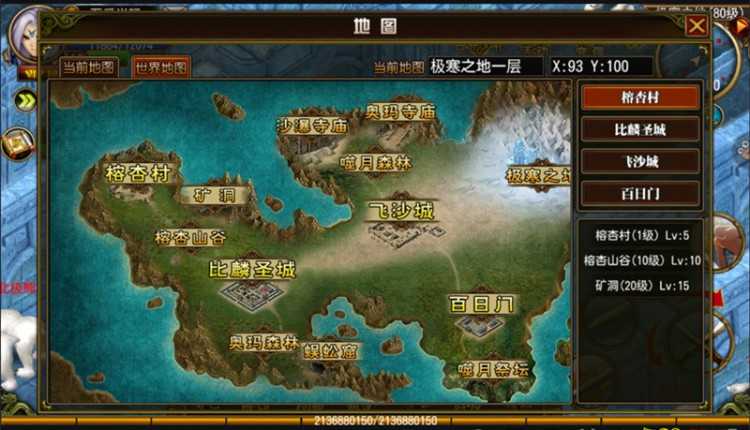 (80级)
地 图
当前地图
世界地图
当前地图
极寒之地一层
X:93 Y:100
沙瀑寺庙
奥玛寺庙
噬月森林
榕杏村
矿 洞
极寒之地
榕杏山谷
飞沙城
比麟圣城
百日门
奥玛森林
蜈蚣窟
噬月祭坛
榕杏村
比麟圣城
飞沙城
百日门
榕杏村(1级) Lv:5
榕杏山谷(10级) Lv:10
矿洞(20级) Lv:15
2136880150/2136880150